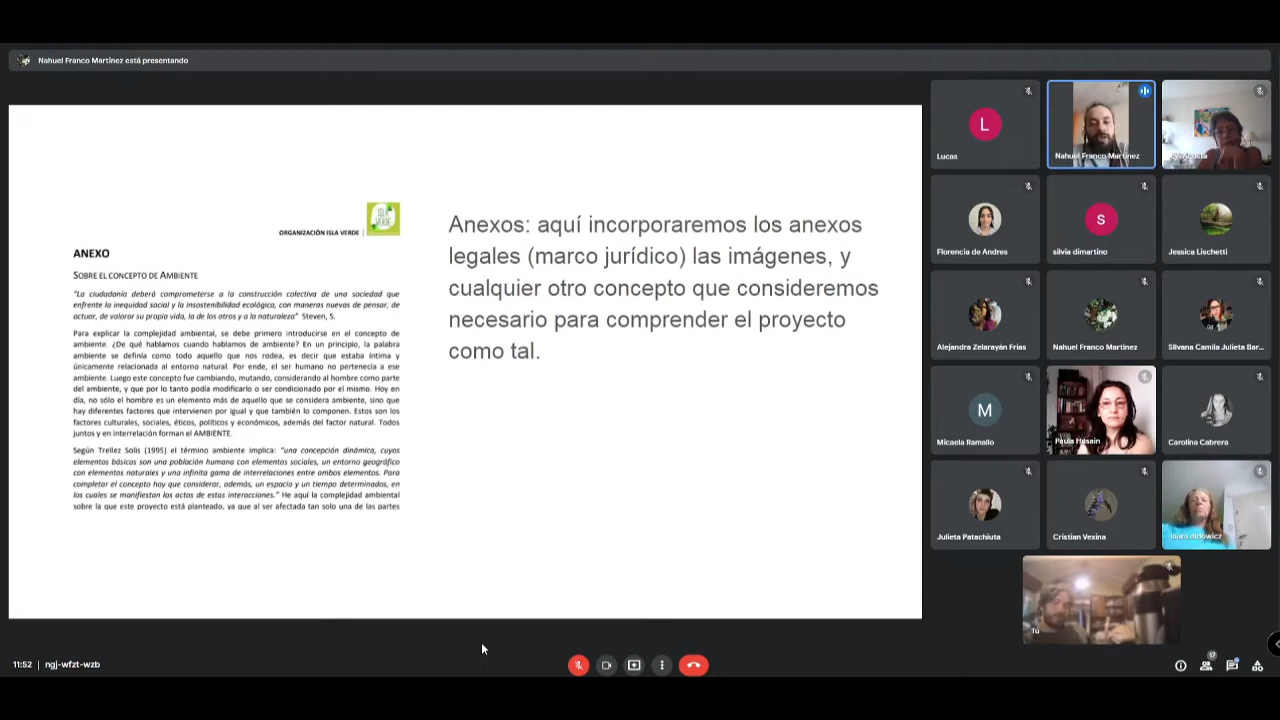 Nahuel Franco Martínez está presentando
ISLA
VERDE
ORGANIZACIÓN ISLA VERDE
ANEXO
SOBRE EL CONCEPTO DE AMBIENTE
"La ciudadanía deberá comprometerse a la construcción colectiva de una sociedad que
enfrente la inequidad social y la insostenibilidad ecológica, con maneras nuevas de pensar, de
actuar, de valorar su propia vida, la de los otros y a la naturaleza" Steven, S.
Para explicar la complejidad ambiental, se debe primero introducirse en el concepto de
ambiente. ¿De qué hablamos cuando hablamos de ambiente? En un principio, la palabra
ambiente se definía como todo aquello que nos rodea, es decir que estaba íntima y
únicamente relacionada al entorno natural. Por ende, el ser humano no pertenecía a ese
ambiente. Luego este concepto fue cambiando, mutando, considerando al hombre como parte
del ambiente, y que por lo tanto podía modificarlo o ser condicionado por el mismo. Hoy en
día, no sólo el hombre es un elemento más de aquello que se considera ambiente, sino que
hay diferentes factores que intervienen por igual y que también lo componen. Estos son los
factores culturales, sociales, éticos, políticos y económicos, además del factor natural. Todos
juntos y en interrelación forman el AMBIENTE.
Según Trellez Solís (1995) el término ambiente implica: "una concepción dinámica, cuyos
elementos básicos son una población humana con elementos sociales, un entorno geográfico
con elementos naturales y una infinita gama de interrelaciones entre ambos elementos. Para
completar el concepto hay que considerar, además, un espacio y un tiempo determinados, en
los cuales se manifiestan los actos de estas interacciones." He aquí la complejidad ambiental
sobre la que este proyecto está planteado, ya que al ser afectada tan solo una de las partes
Anexos: aquí incorporaremos los anexos
legales (marco jurídico) las imágenes, y
cualquier otro concepto que consideremos
necesario para comprender el proyecto
como tal.
L
Lucas
Nahuel Franco Martínez
Costa
Florencia de Andres
s
silvia dimartino
Jessica Lischetti
Alejandra Zelarayán Frías
Nahuel Franco Martínez
Silvana Camila Julieta Bar...
M
Micaela Ramallo
Paula Husain
Carolina Cabrera
Julieta Patachiuta
Cristian Vexina
laura didowicz
Tú
11:52 | ngj-wfzt-wzb
17